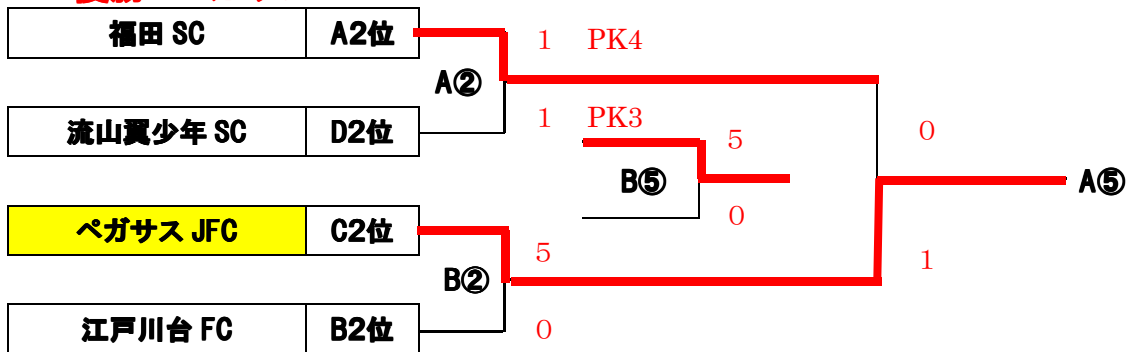 福田 SC A2位
1 PK4
A②
流山翼少年 SC D2位
1 PK3
5
0
B⑤
A⑤
ペガサス JFC C2位
0
5
1
B②
江戸川台 FC B2位
0